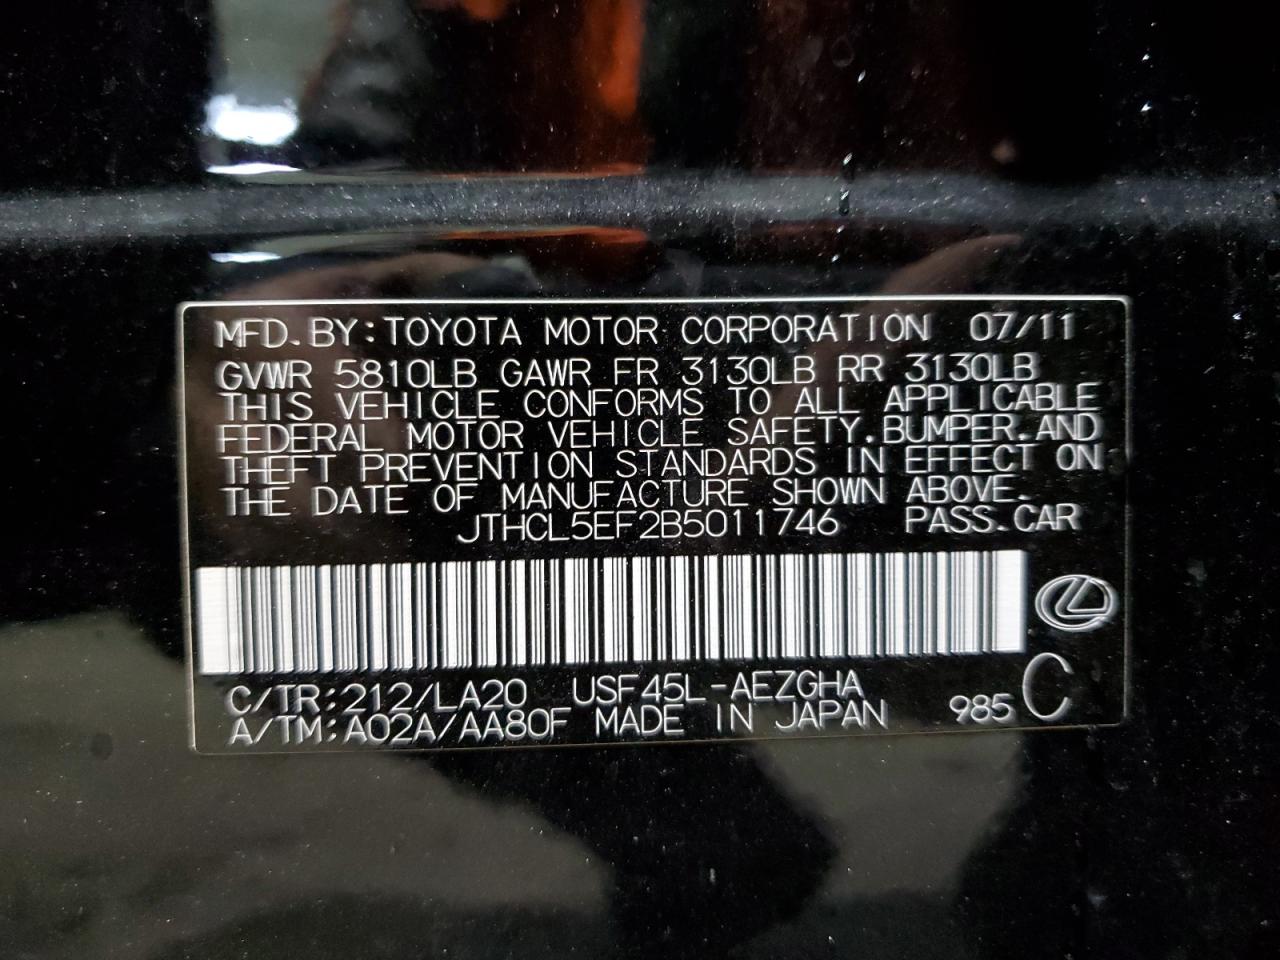 MFD. BY: TOYOTA MOTOR CORPORATION 07/11
GVWR 5810LB GAWR FR 3130LB RR 3130LB
THIS VEHICLE CONFORMS TO ALL APPLICABLE
FEDERAL MOTOR VEHICLE SAFETY, BUMPER, AND
THEFT PREVENTION STANDARDS IN EFFECT ON
THE DATE OF MANUFACTURE SHOWN ABOVE.
JTHCL5EF2B5011746 PASS. CAR
C/TR:212/LA20 USF45L-AEZGHA
A/TM:A02A/AA80F MADE IN JAPAN 985 C